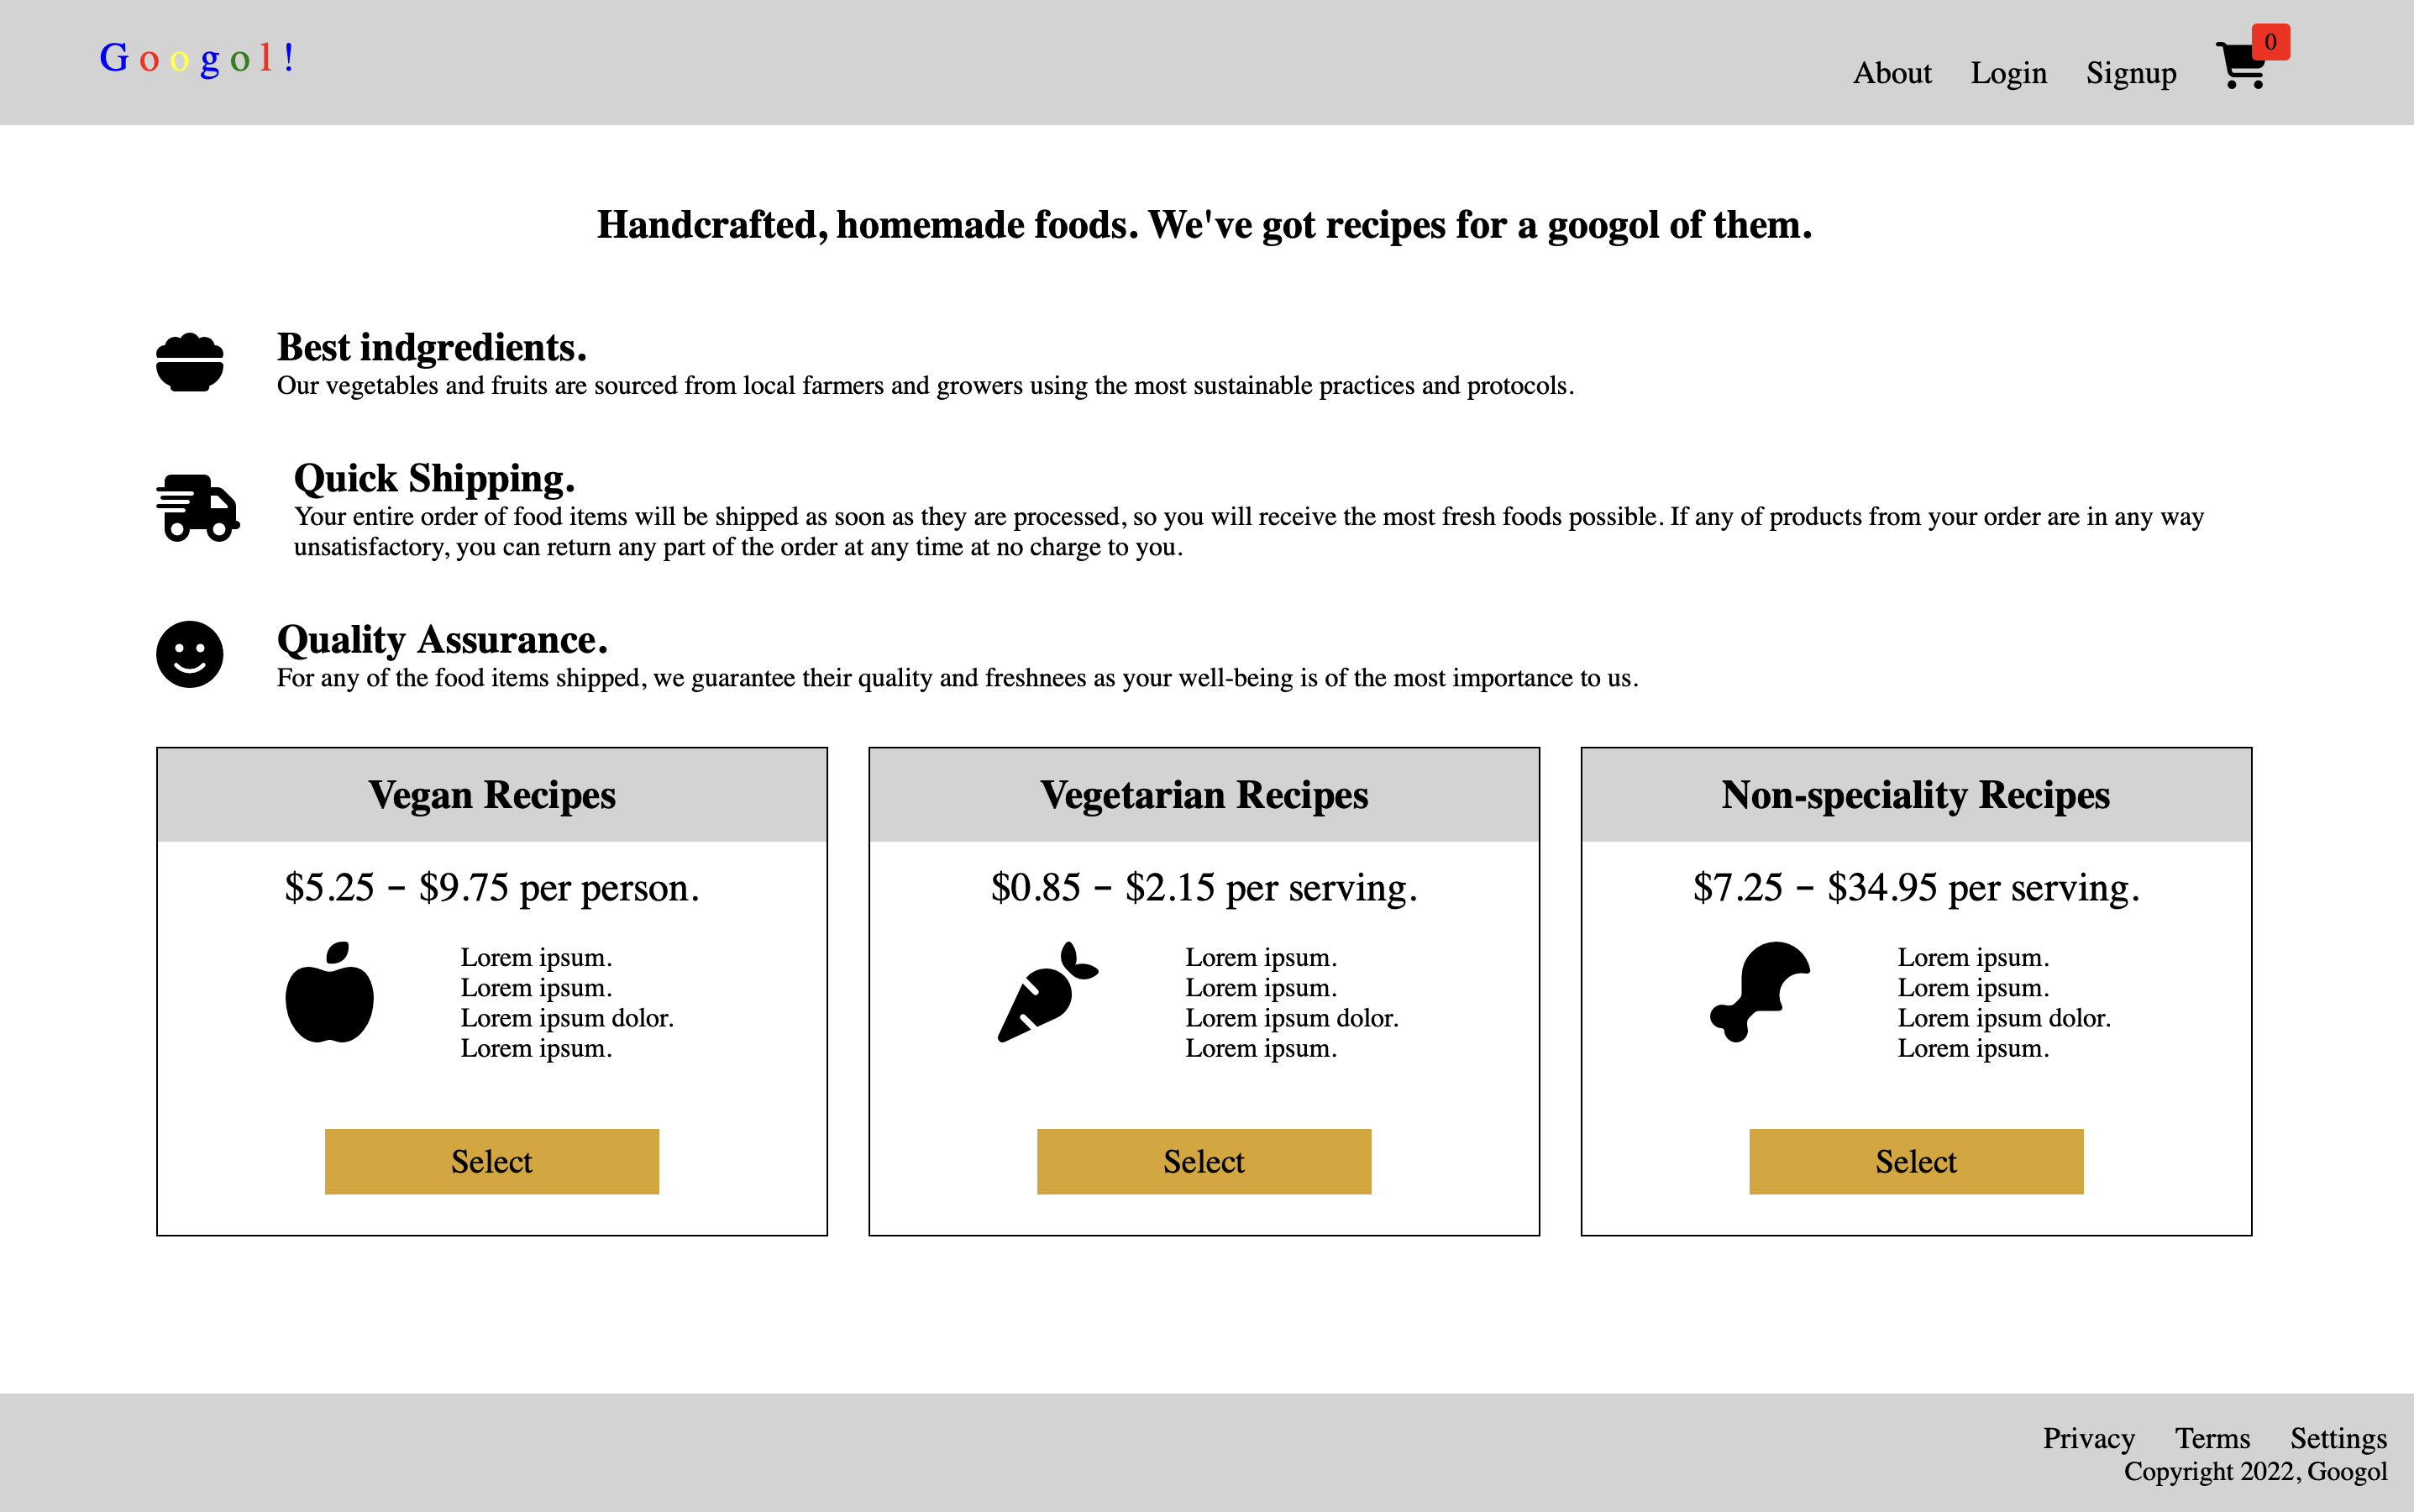 G o o g o l !
About Login Signup 0
Handcrafted, homemade foods. We've got recipes for a googol of them.
Best indgredients.
Our vegetables and fruits are sourced from local farmers and growers using the most sustainable practices and protocols.
Quick Shipping.
Your entire order of food items will be shipped as soon as they are processed, so you will receive the most fresh foods possible. If any of products from your order are in any way
unsatisfactory, you can return any part of the order at any time at no charge to you.
Quality Assurance.
For any of the food items shipped, we guarantee their quality and freshnees as your well-being is of the most importance to us.
Vegan Recipes
$5.25 - $9.75 per person.
Lorem ipsum.
Lorem ipsum.
Lorem ipsum dolor.
Lorem ipsum.
Select
Vegetarian Recipes
$0.85 - $2.15 per serving.
Lorem ipsum.
Lorem ipsum.
Lorem ipsum dolor.
Lorem ipsum.
Select
Non-speciality Recipes
$7.25 - $34.95 per serving.
Lorem ipsum.
Lorem ipsum.
Lorem ipsum dolor.
Lorem ipsum.
Select
Privacy Terms Settings
Copyright 2022, Googol